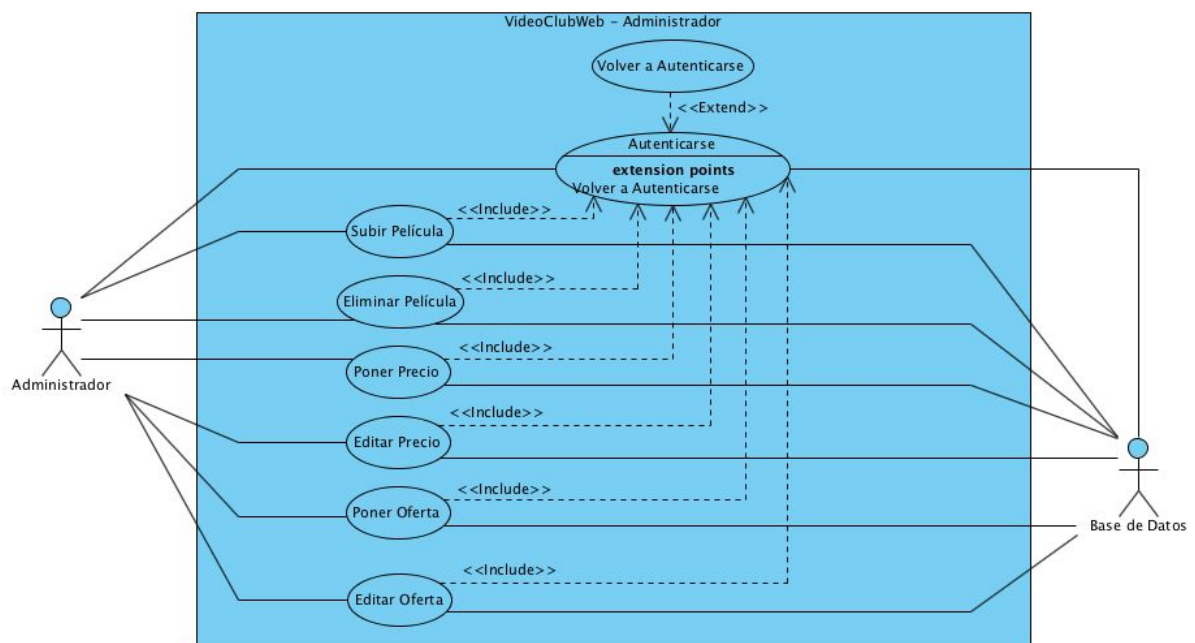 VideoClubWeb - Administrador
Volver a Autenticarse
<<Extend>>
Autenticarse
extension points
Volver a Autenticarse
<<Include>>
Subir Película
<<Include>>
Eliminar Película
<<Include>>
Poner Precio
Administrador
<<Include>>
Editar Precio
<<Include>>
Poner Oferta
Base de Datos
<<Include>>
Editar Oferta